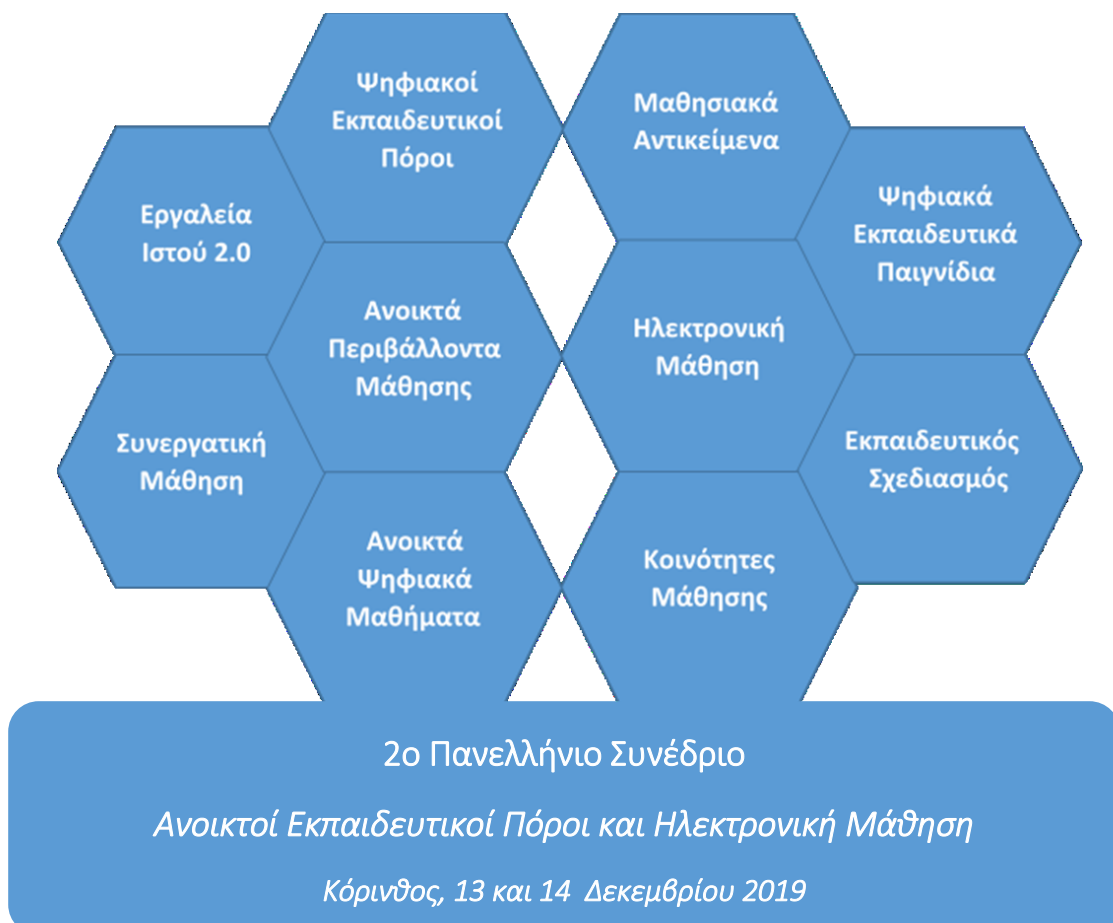 Ψηφιακοί
Εκπαιδευτικοί
Πόροι
Μαθησιακά
Αντικείμενα
Εργαλεία
Ιστού 2.0
Ψηφιακά
Εκπαιδευτικά
Παιγνίδια
Ανοικτά
Περιβάλλοντα
Μάθησης
Ηλεκτρονική
Μάθηση
Συνεργατική
Μάθηση
Εκπαιδευτικός
Σχεδιασμός
Ανοικτά
Ψηφιακά
Μαθήματα
Κοινότητες
Μάθησης
2ο Πανελλήνιο Συνέδριο
Ανοικτοί Εκπαιδευτικοί Πόροι και Ηλεκτρονική Μάθηση
Κόρινθος, 13 και 14 Δεκεμβρίου 2019